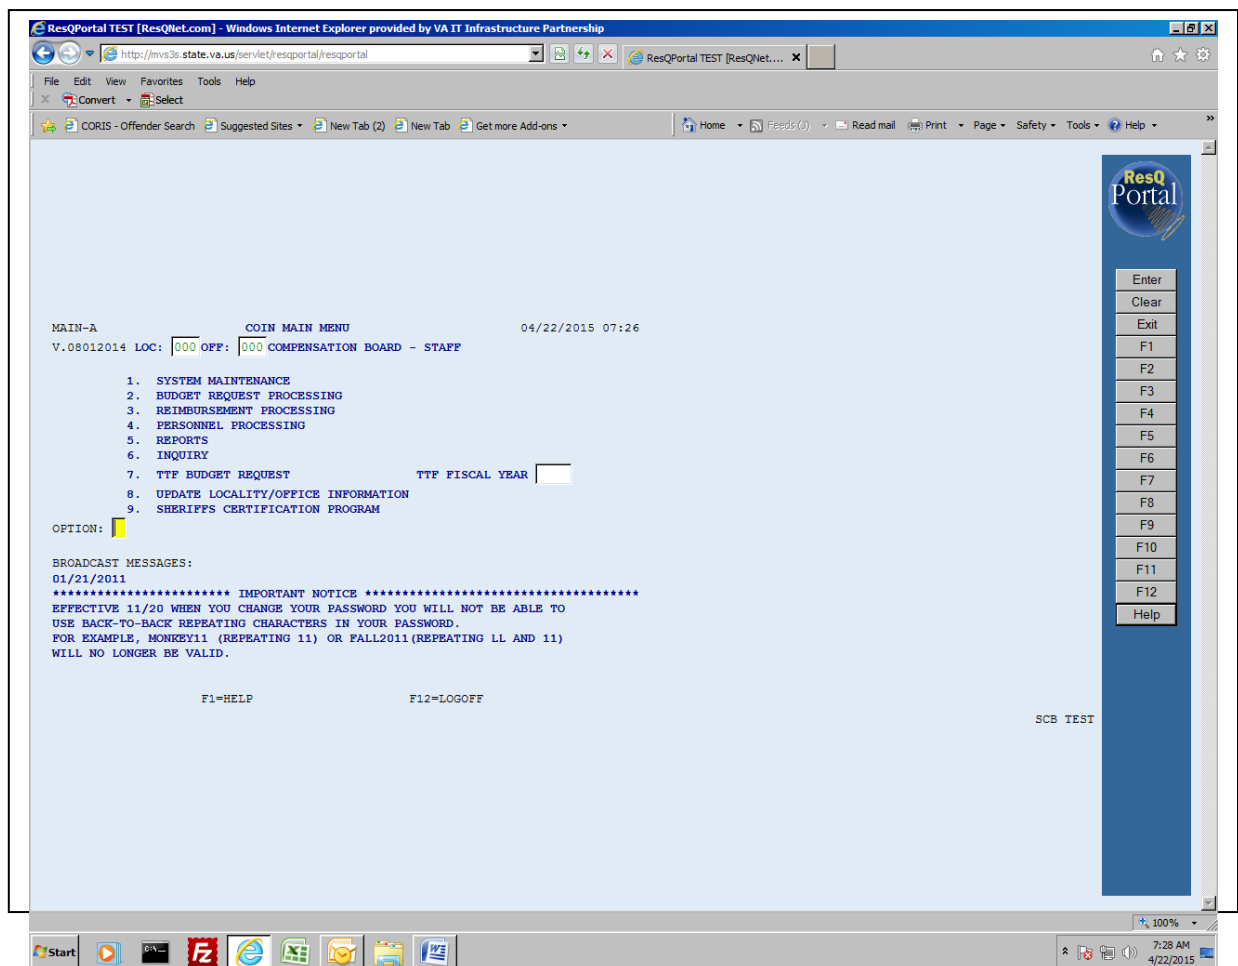 ResQPortal TEST [ResQNet.com] - Windows Internet Explorer provided by VA IT Infrastructure Partnership
http://mvs3s.state.va.us/servlet/resqportal/resqportal
ResQPortal TEST [ResQNet....
File Edit View Favorites Tools Help
Convert Select
CORIS - Offender Search Suggested Sites New Tab (2) New Tab Get more Add-ons Home Feeds (J) Read mail Print Page Safety Tools Help
ResQ
Portal
Enter
Clear
Exit
F1
F2
F3
F4
F5
F6
F7
F8
F9
F10
F11
F12
Help
MAIN-A COIN MAIN MENU 04/22/2015 07:26
V.08012014 LOC: 000 OFF: 000 COMPENSATION BOARD - STAFF
1. SYSTEM MAINTENANCE
2. BUDGET REQUEST PROCESSING
3. REIMBURSEMENT PROCESSING
4. PERSONNEL PROCESSING
5. REPORTS
6. INQUIRY
7. TTF BUDGET REQUEST TTF FISCAL YEAR
8. UPDATE LOCALITY/OFFICE INFORMATION
9. SHERIFFS CERTIFICATION PROGRAM
OPTION:
BROADCAST MESSAGES:
01/21/2011
************************ IMPORTANT NOTICE *************************************
EFFECTIVE 11/20 WHEN YOU CHANGE YOUR PASSWORD YOU WILL NOT BE ABLE TO
USE BACK-TO-BACK REPEATING CHARACTERS IN YOUR PASSWORD.
FOR EXAMPLE, MONKEY11 (REPEATING 11) OR FALL2011(REPEATING LL AND 11)
WILL NO LONGER BE VALID.
F1=HELP F12=LOGOFF
SCB TEST
100%
Start
7:28 AM
4/22/2015